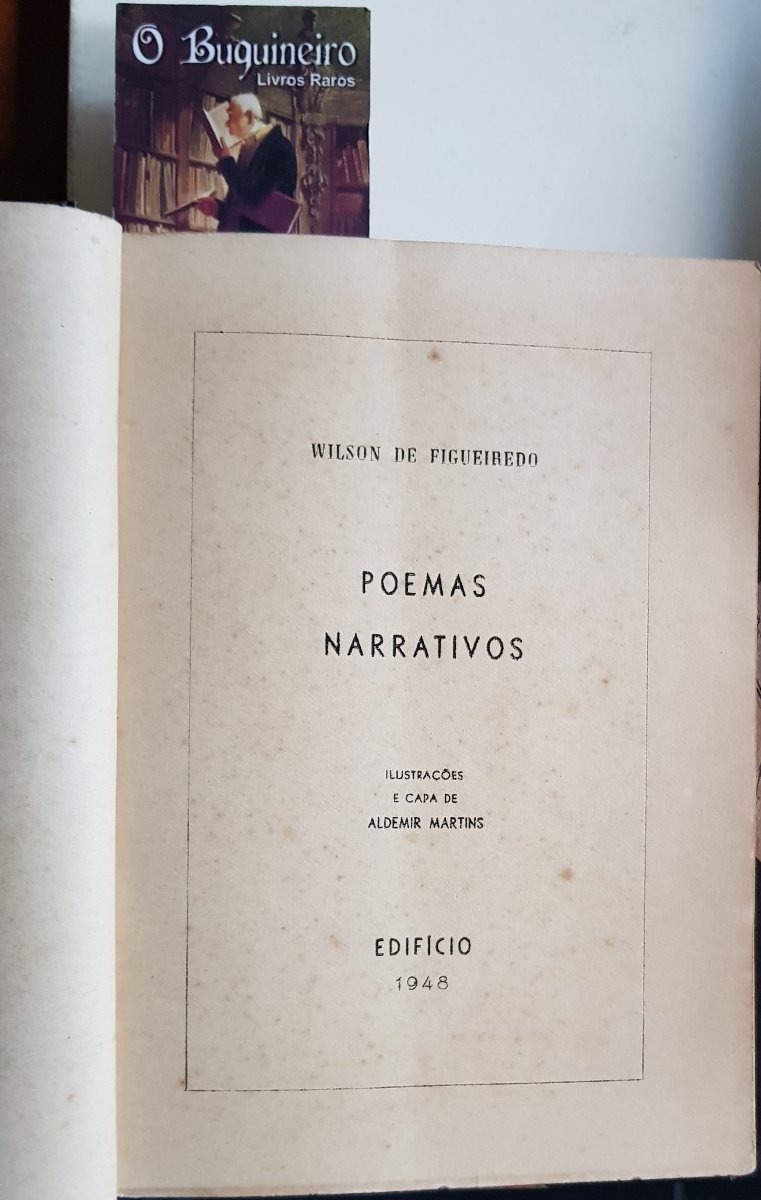 O Buquineiro
Livros Raros
WILSON DE FIGUEIREDO
POEMAS
NARRATIVOS
ILUSTRAÇÕES
E CAPA DE
ALDEMIR MARTINS
EDIFÍCIO
1948